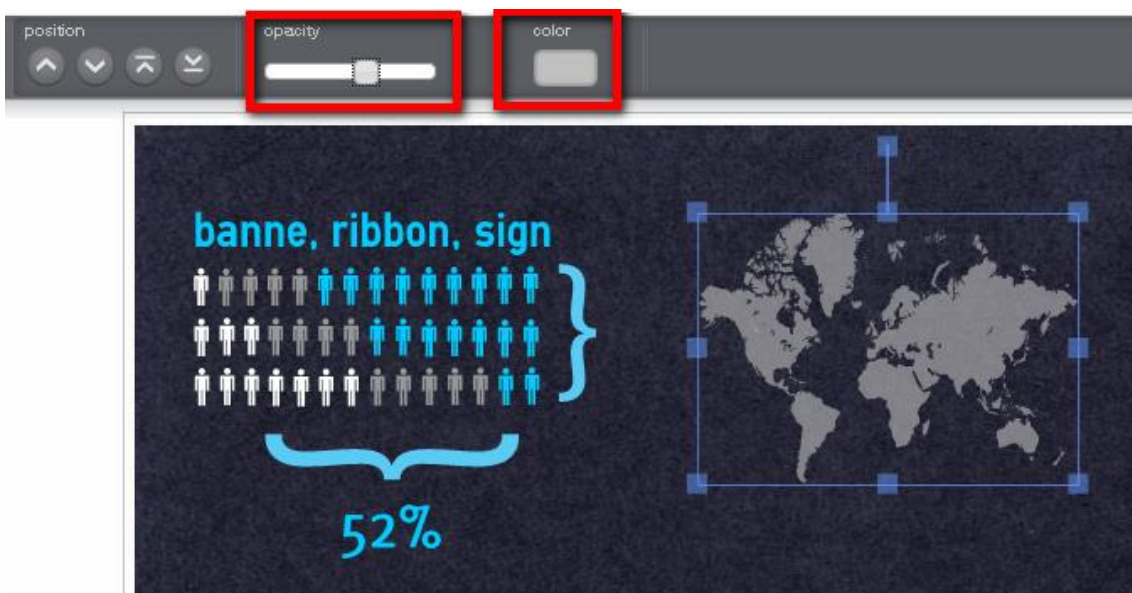 position
opacity
color
banne, ribbon, sign
52%